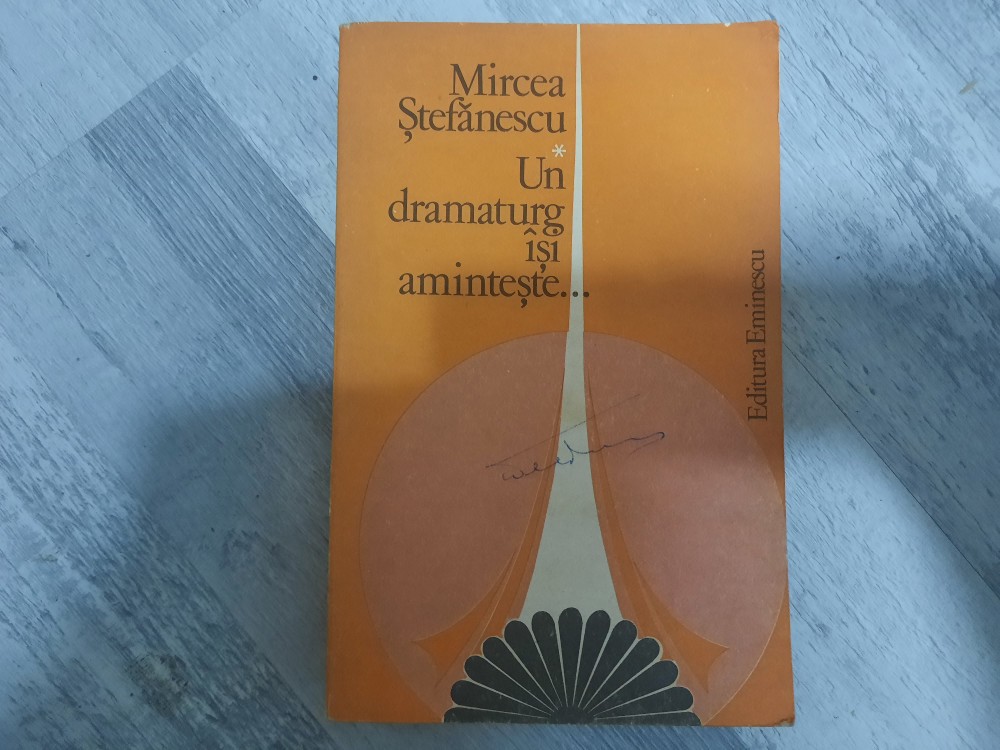 Mircea
Ștefănescu
*
Un
dramaturg
își
amintește...
Editura Eminescu